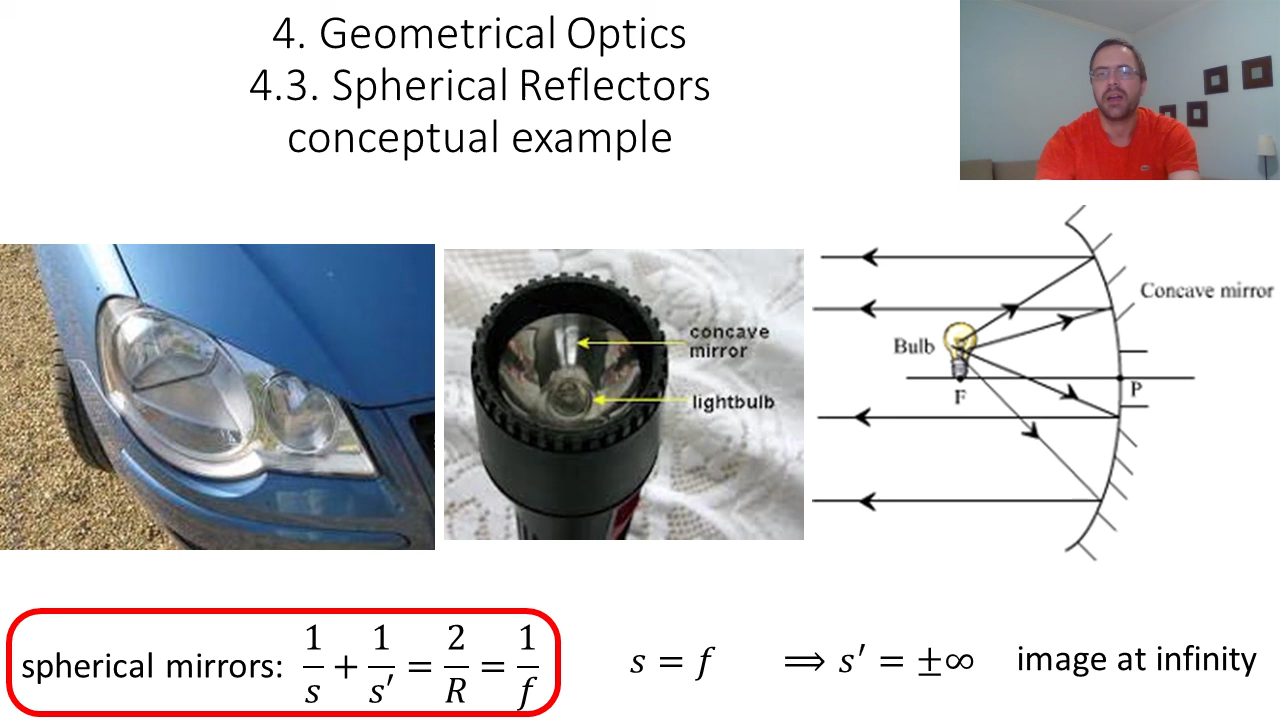 4. Geometrical Optics
4.3. Spherical Reflectors
conceptual example
concave
mirror
lightbulb
Concave mirror
Bulb
F
P
spherical mirrors: 1/s + 1/s′ = 2/R = 1/f
s = f ⟹ s′ = ±∞ image at infinity